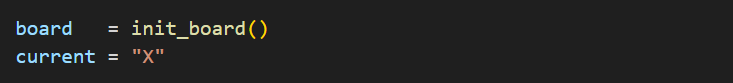 board   = init_board()
current = "X"